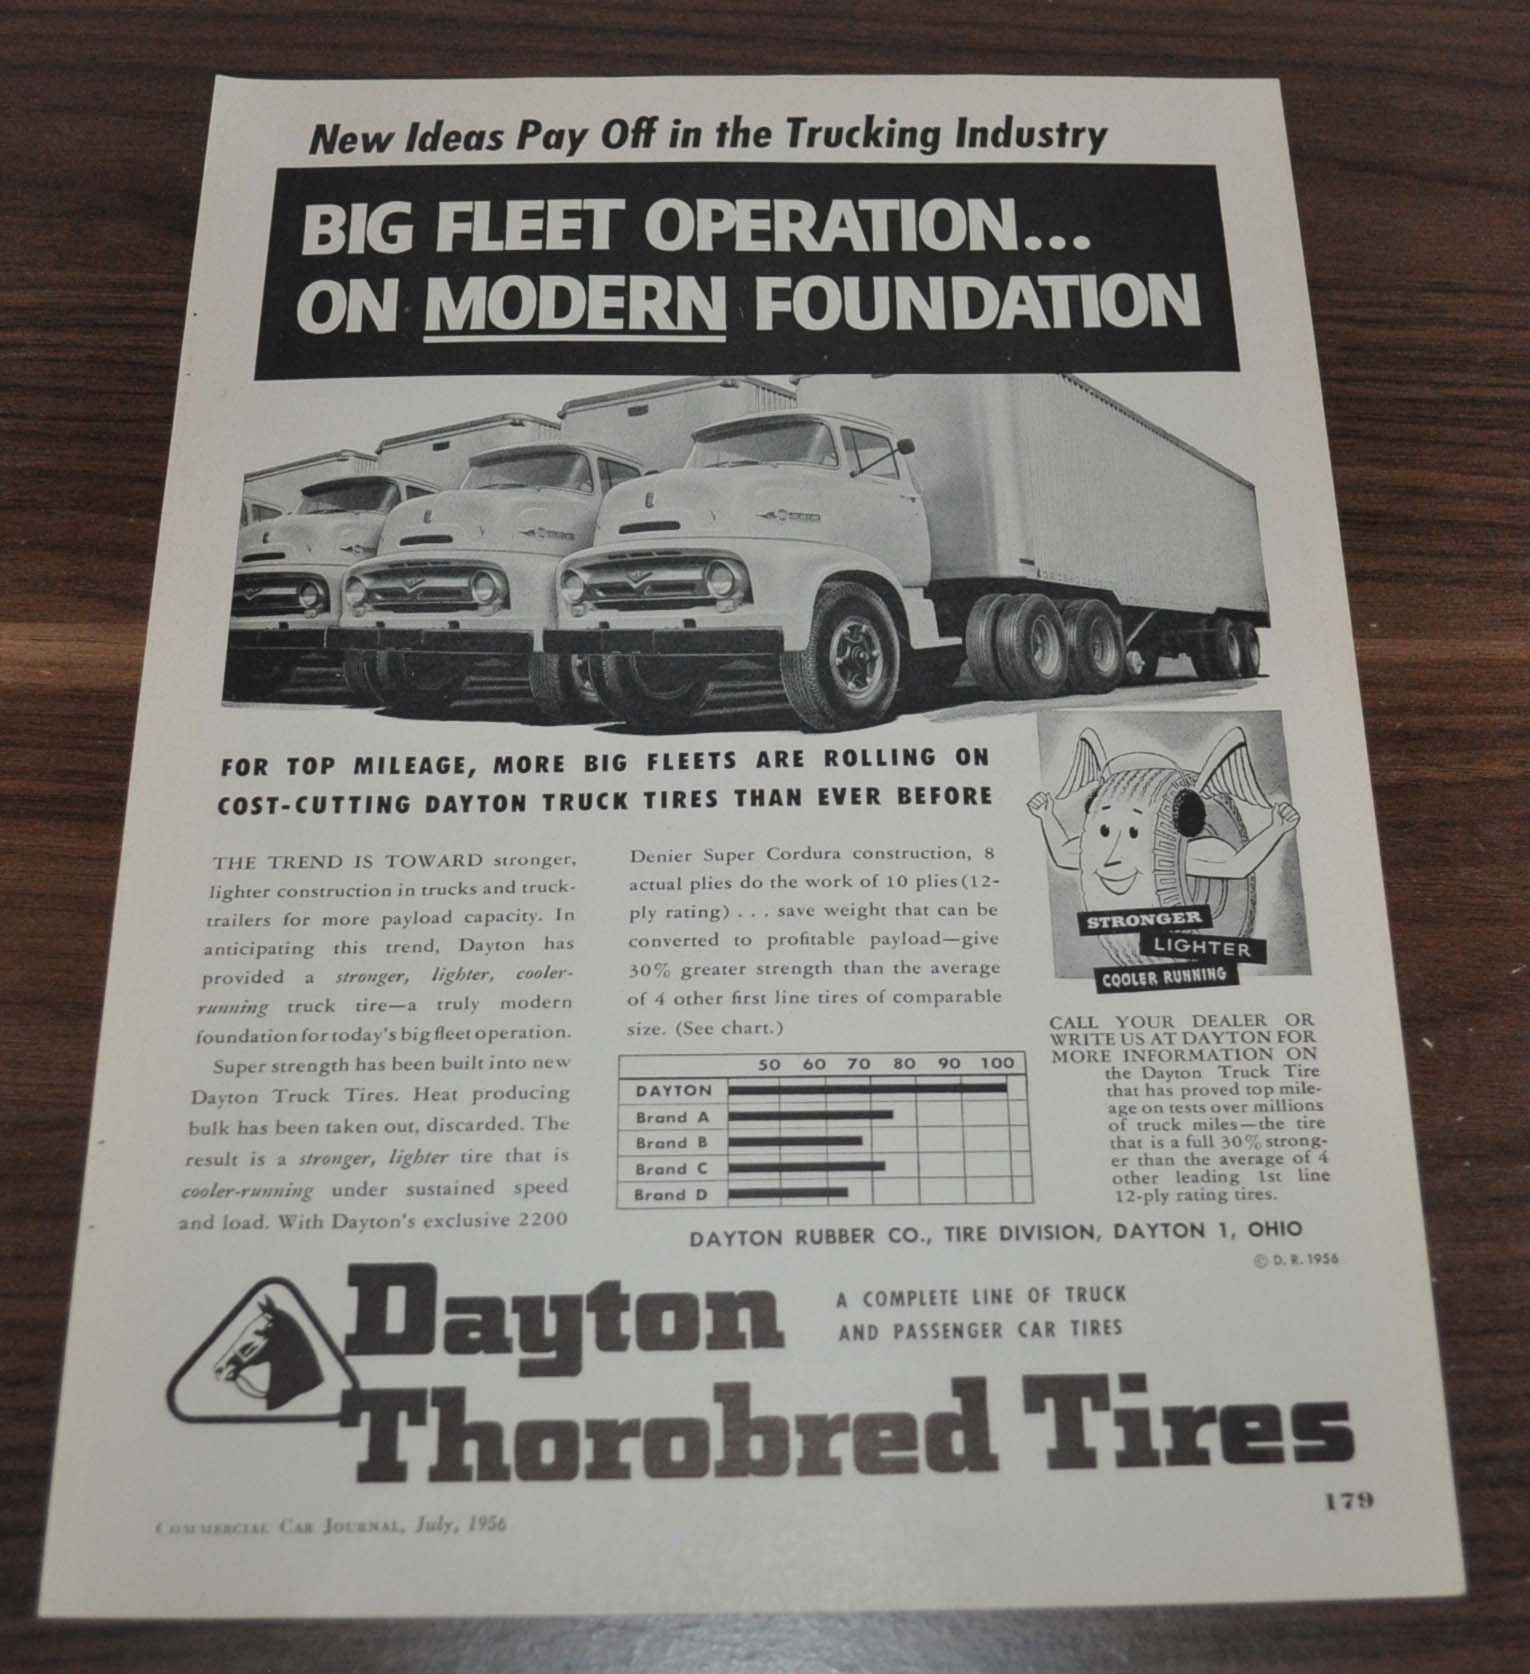 New Ideas Pay Off in the Trucking Industry
BIG FLEET OPERATION...
ON MODERN FOUNDATION
FOR TOP MILEAGE, MORE BIG FLEETS ARE ROLLING ON
COST-CUTTING DAYTON TRUCK TIRES THAN EVER BEFORE
THE TREND IS TOWARD stronger,
lighter construction in trucks and truck-
trailers for more payload capacity. In
anticipating this trend, Dayton has
provided a stronger, lighter, cooler-
running truck tire—a truly modern
foundation for today's big fleet operation.
Super strength has been built into new
Dayton Truck Tires. Heat producing
bulk has been taken out, discarded. The
result is a stronger, lighter tire that is
cooler-running under sustained speed
and load. With Dayton's exclusive 2200
Denier Super Cordura construction, 8
actual plies do the work of 10 plies (12-
ply rating) . . . save weight that can be
converted to profitable payload—give
30% greater strength than the average
of 4 other first line tires of comparable
size. (See chart.)
50 60 70 80 90 100
DAYTON
Brand A
Brand B
Brand C
Brand D
STRONGER
LIGHTER
COOLER RUNNING
CALL YOUR DEALER OR
WRITE US AT DAYTON FOR
MORE INFORMATION ON
the Dayton Truck Tire
that has proved top mile-
age on tests over millions
of truck miles—the tire
that is a full 30% strong-
er than the average of 4
other leading 1st line
12-ply rating tires.
DAYTON RUBBER CO., TIRE DIVISION, DAYTON 1, OHIO
© D. R. 1956
Dayton
Thorobred Tires
A COMPLETE LINE OF TRUCK
AND PASSENGER CAR TIRES
COMMERCIAL CAR JOURNAL, July, 1956
179